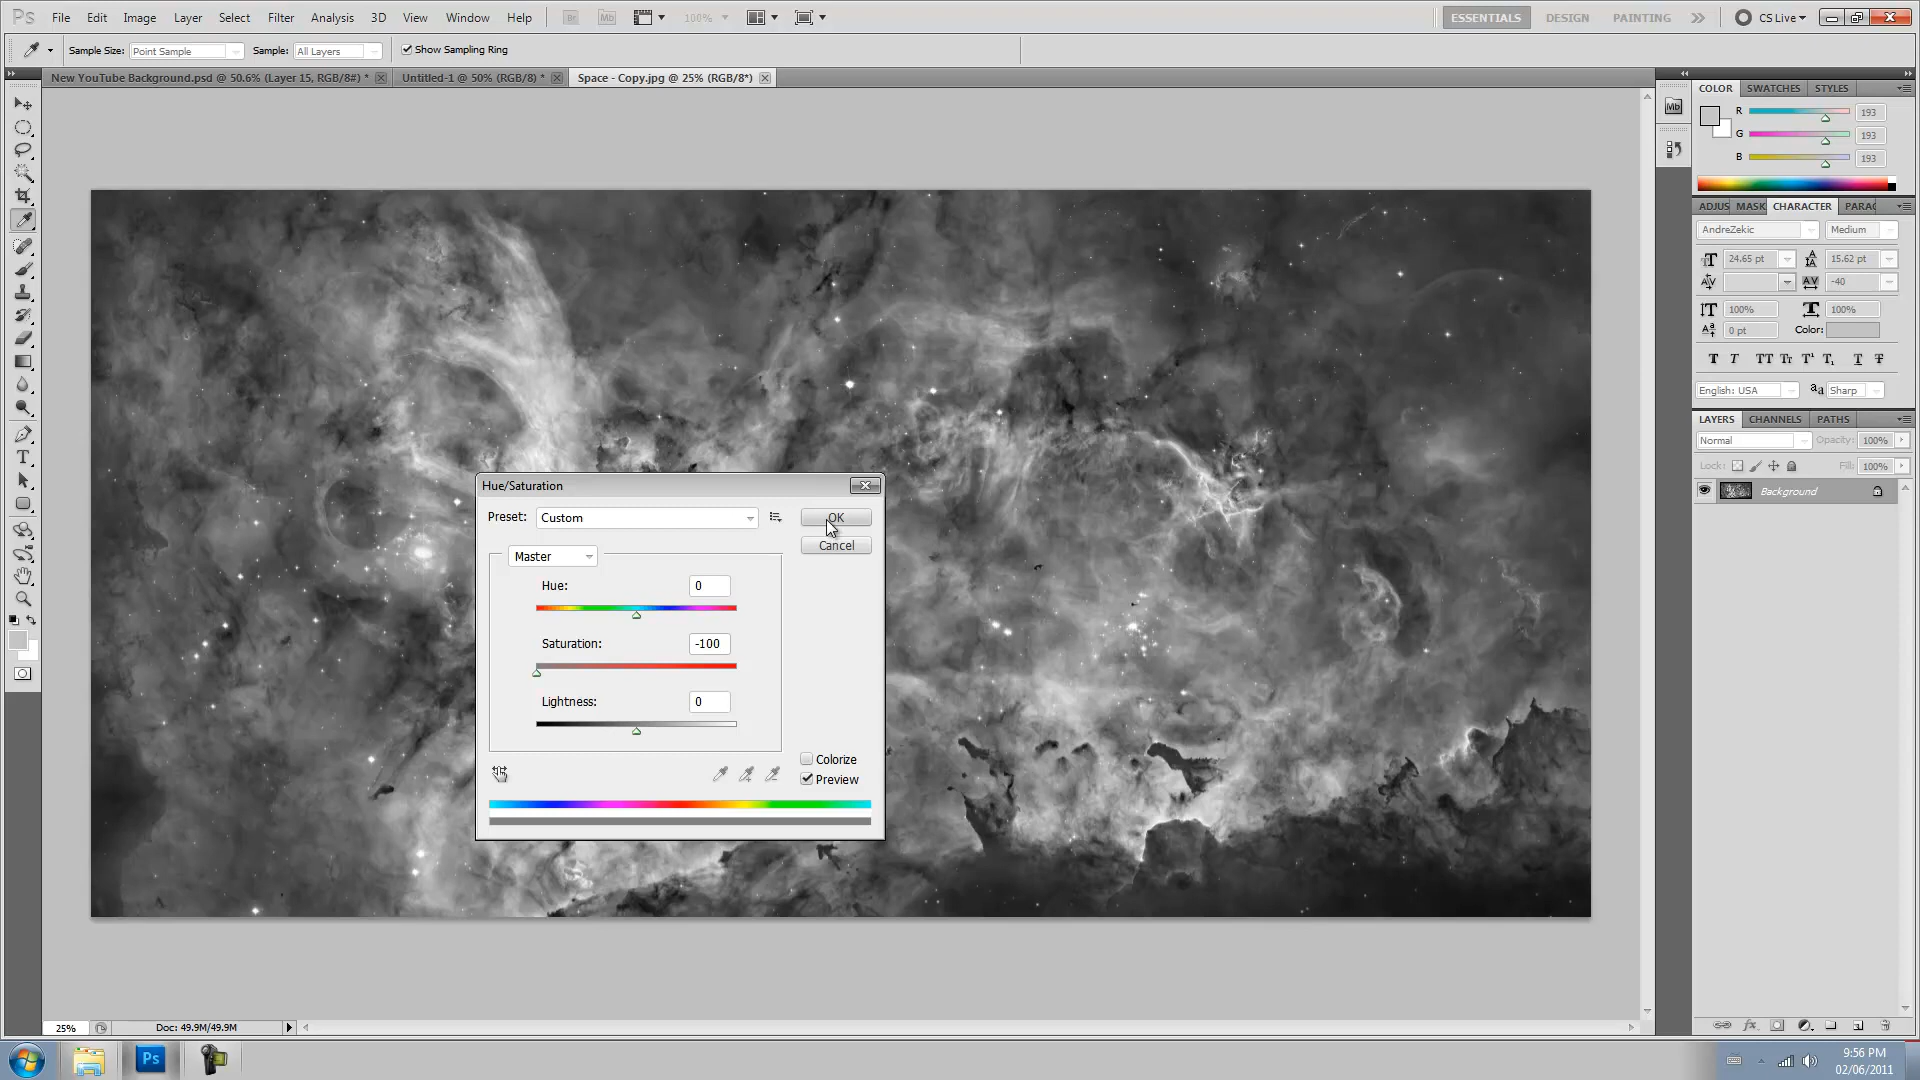 Ps File Edit Image Layer Select Filter Analysis 3D View Window Help Br Mb 100% ESSENTIALS DESIGN PAINTING CS Live
Sample Size: Point Sample Sample: All Layers Show Sampling Ring
New YouTube Background.psd @ 50.6% (Layer 15, RGB/8#) * Untitled-1 @ 50% (RGB/8) * Space - Copy.jpg @ 25% (RGB/8*)
COLOR SWATCHES STYLES
Mb
R 193
G 193
B 193
ADJUS MASK CHARACTER PARAG
AndreZekic Medium
24.65 pt 15.62 pt
-40
100% 100%
0 pt Color:
English: USA Sharp
LAYERS CHANNELS PATHS
Normal Opacity: 100%
Lock: Fill: 100%
Background
Hue/Saturation
Preset: Custom OK
Cancel
Master
Hue: 0
Saturation: -100
Lightness: 0
Colorize
Preview
25% Doc: 49.9M/49.9M
Ps
9:56 PM
02/06/2011